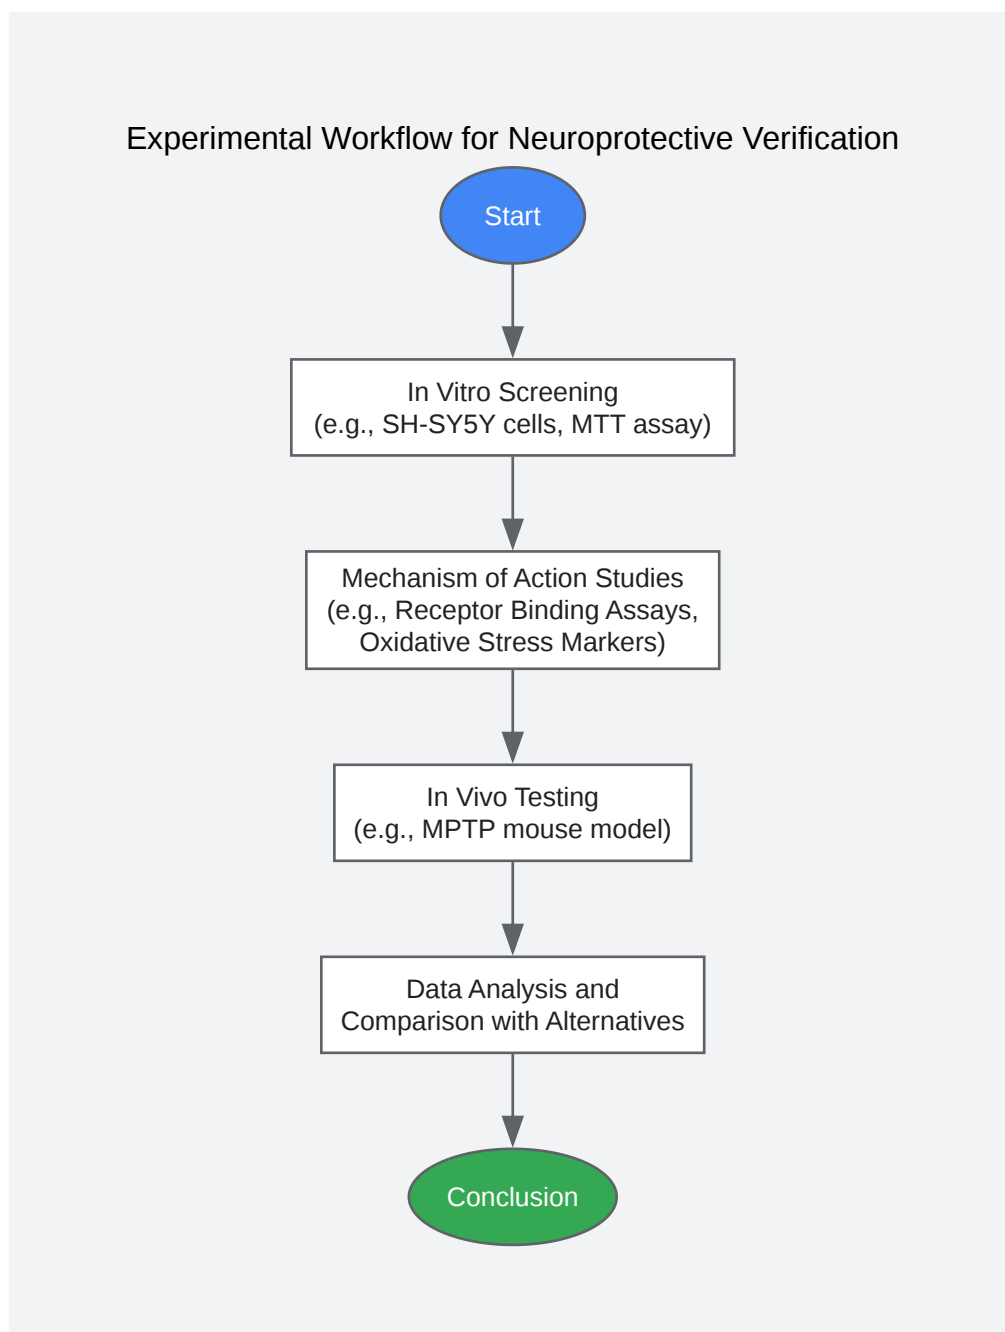 Experimental Workflow for Neuroprotective Verification
Start
In Vitro Screening
(e.g., SH-SY5Y cells, MTT assay)
Mechanism of Action Studies
(e.g., Receptor Binding Assays,
Oxidative Stress Markers)
In Vivo Testing
(e.g., MPTP mouse model)
Data Analysis and
Comparison with Alternatives
Conclusion